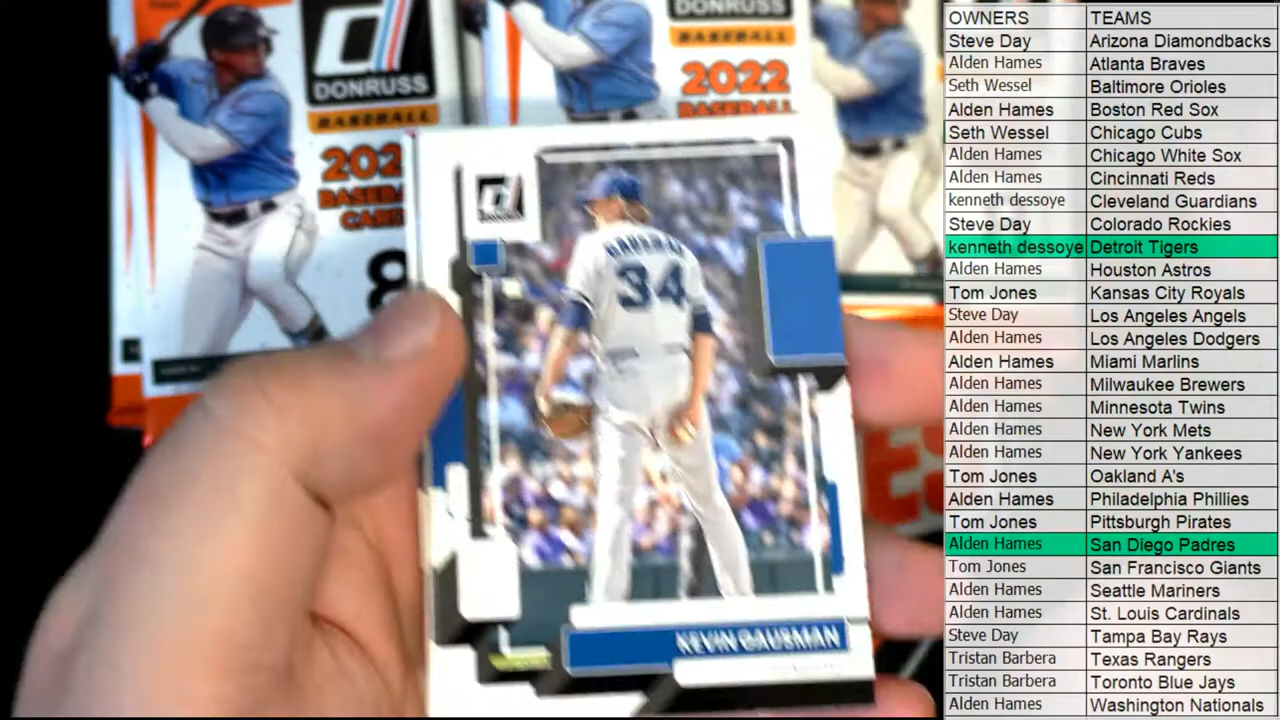 DONRUSS
BASEBALL
202
BASEBA
CARD
8
DONRUSS
BASEBALL
2022
BASEBALL
GAUSMAN
34
KEVIN GAUSMAN
OWNERS TEAMS
Steve Day Arizona Diamondbacks
Alden Hames Atlanta Braves
Seth Wessel Baltimore Orioles
Alden Hames Boston Red Sox
Seth Wessel Chicago Cubs
Alden Hames Chicago White Sox
Alden Hames Cincinnati Reds
kenneth dessoye Cleveland Guardians
Steve Day Colorado Rockies
kenneth dessoye Detroit Tigers
Alden Hames Houston Astros
Tom Jones Kansas City Royals
Steve Day Los Angeles Angels
Alden Hames Los Angeles Dodgers
Alden Hames Miami Marlins
Alden Hames Milwaukee Brewers
Alden Hames Minnesota Twins
Alden Hames New York Mets
Alden Hames New York Yankees
Tom Jones Oakland A's
Alden Hames Philadelphia Phillies
Tom Jones Pittsburgh Pirates
Alden Hames San Diego Padres
Tom Jones San Francisco Giants
Alden Hames Seattle Mariners
Alden Hames St. Louis Cardinals
Steve Day Tampa Bay Rays
Tristan Barbera Texas Rangers
Tristan Barbera Toronto Blue Jays
Alden Hames Washington Nationals